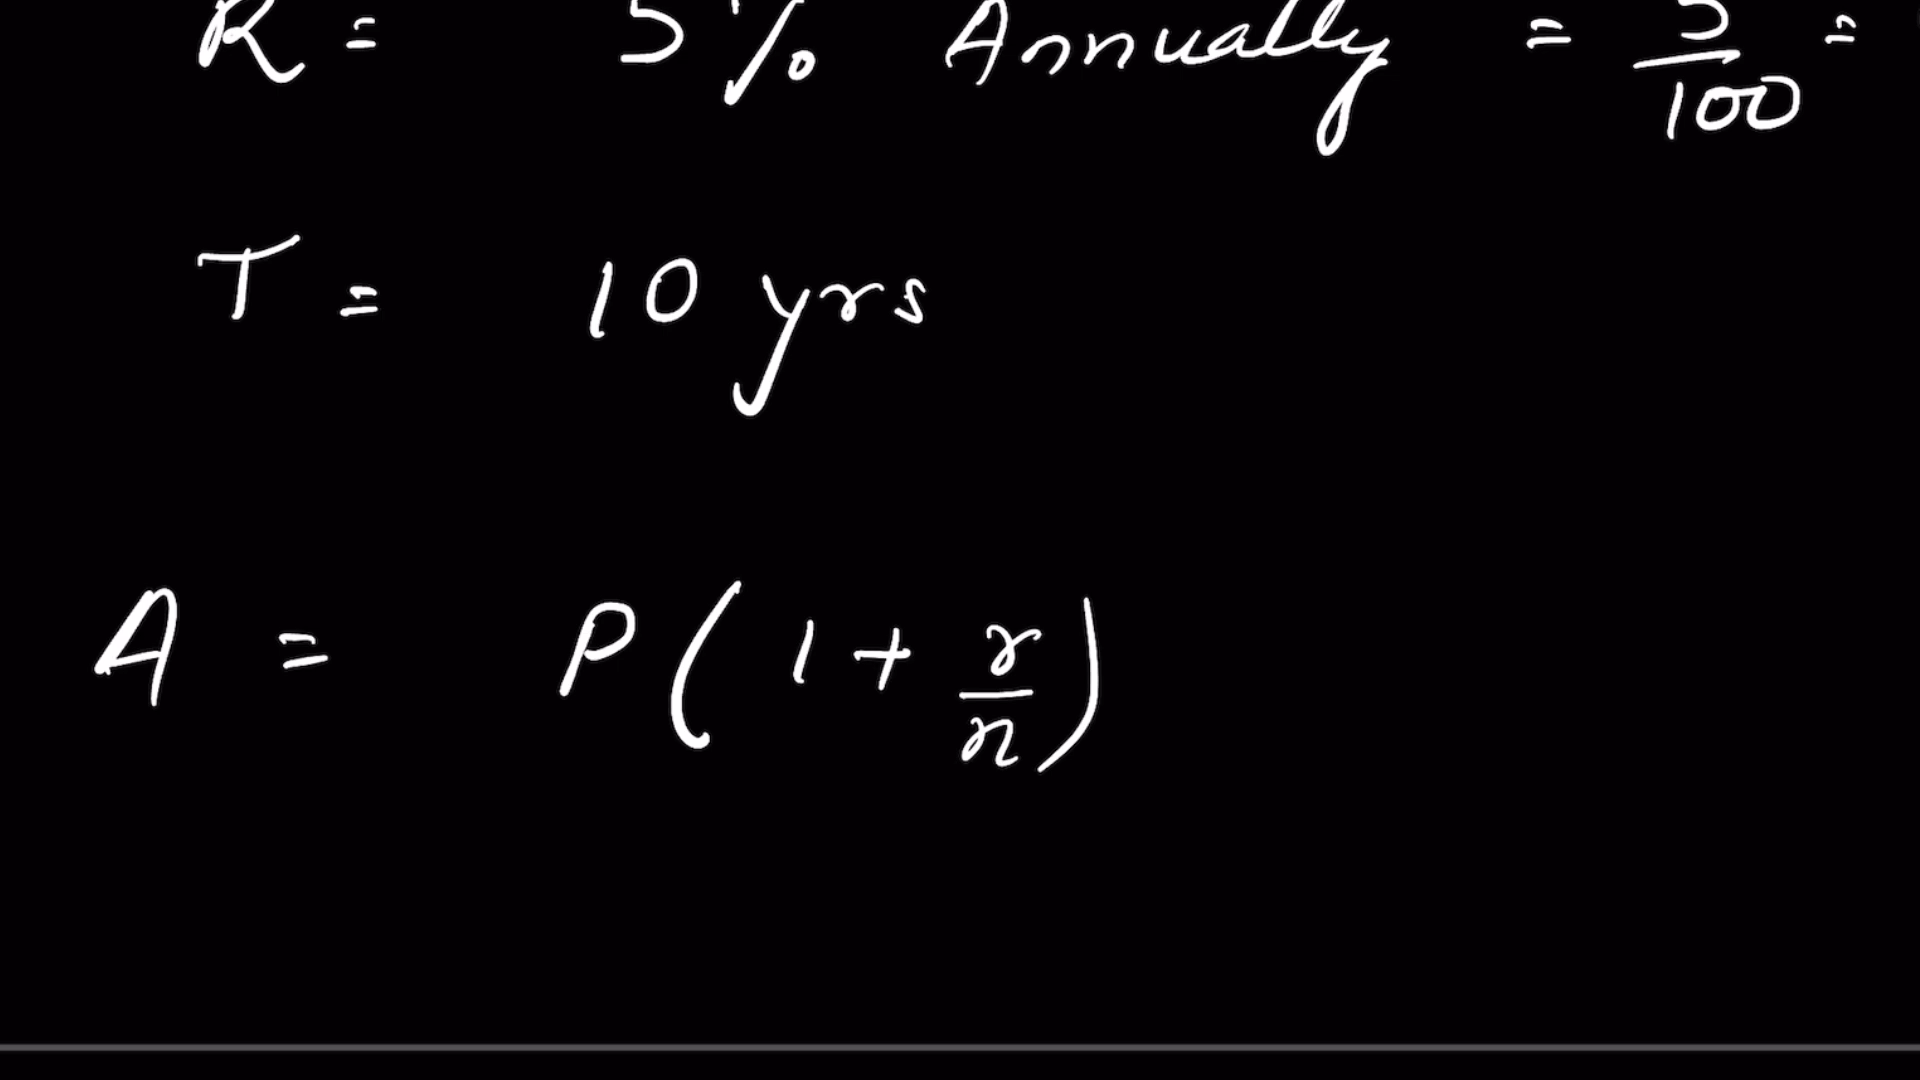 R = 5% Annually = 5/100 =
T = 10 yrs
A = P(1 + r/n)